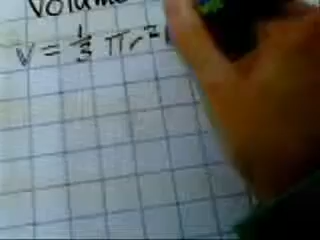 Volume
V = 1/3 πr²